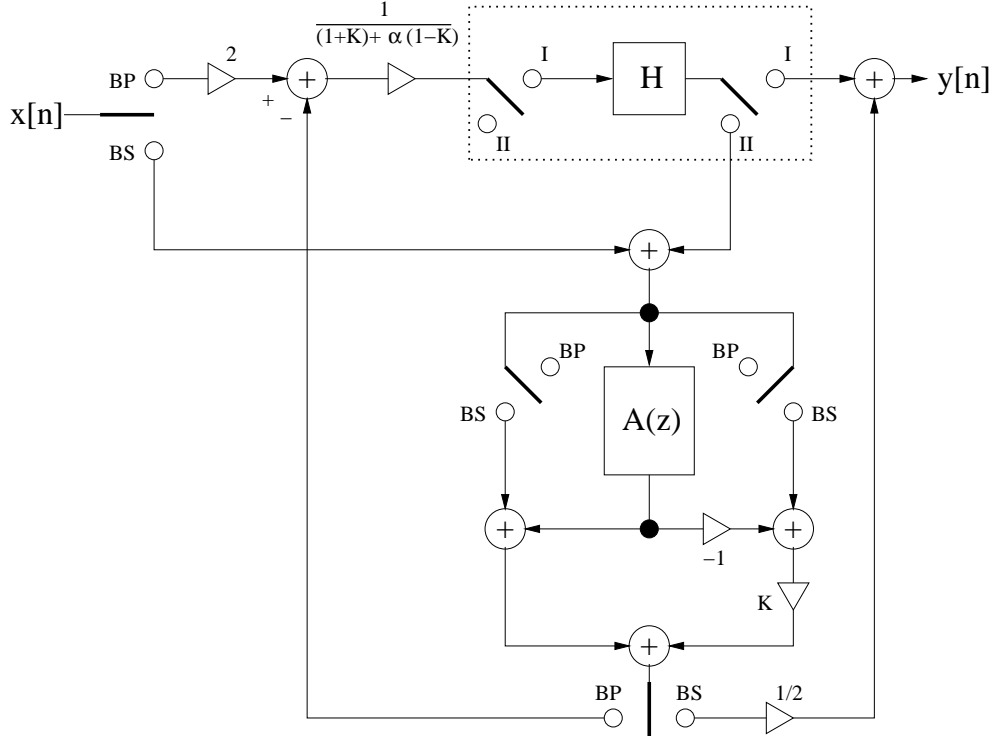 1
(1+K)+ α (1−K)
2
I
I
BP
+
H
+
y[n]
+
−
x[n]
II
II
BS
+
BP
BP
BS
A(z)
BS
+
+
−1
K
+
BP
BS
1/2